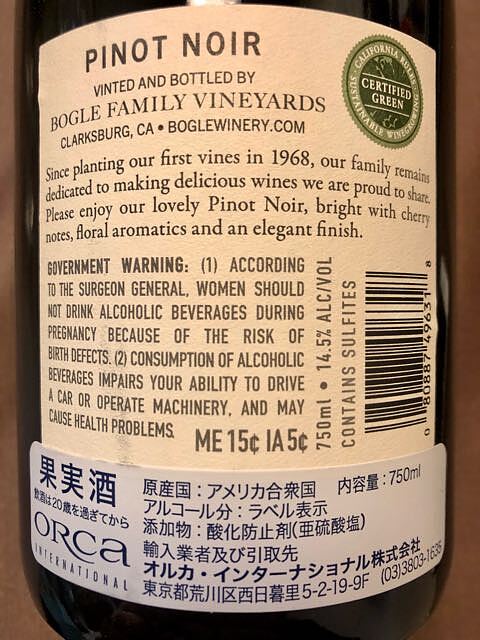 PINOT NOIR
VINTED AND BOTTLED BY
BOGLE FAMILY VINEYARDS
CLARKSBURG, CA • BOGLEWINERY.COM
CALIFORNIA RULES
CERTIFIED
GREEN
SUSTAINABLE WINEGROWING
Since planting our first vines in 1968, our family remains
dedicated to making delicious wines we are proud to share.
Please enjoy our lovely Pinot Noir, bright with cherry
notes, floral aromatics and an elegant finish.
GOVERNMENT WARNING: (1) ACCORDING
TO THE SURGEON GENERAL, WOMEN SHOULD
NOT DRINK ALCOHOLIC BEVERAGES DURING
PREGNANCY BECAUSE OF THE RISK OF
BIRTH DEFECTS. (2) CONSUMPTION OF ALCOHOLIC
BEVERAGES IMPAIRS YOUR ABILITY TO DRIVE
A CAR OR OPERATE MACHINERY, AND MAY
CAUSE HEALTH PROBLEMS.
ME 15¢ IA 5¢
750ml • 14.5% ALC/VOL
CONTAINS SULFITES
0 80887 49631 8
果実酒
飲酒は20歳を過ぎてから
ORCA
INTERNATIONAL
原産国：アメリカ合衆国 内容量：750ml
アルコール分：ラベル表示
添加物：酸化防止剤(亜硫酸塩)
輸入業者及び引取先
オルカ・インターナショナル株式会社
東京都荒川区西日暮里5-2-19-9F (03)3803-1635